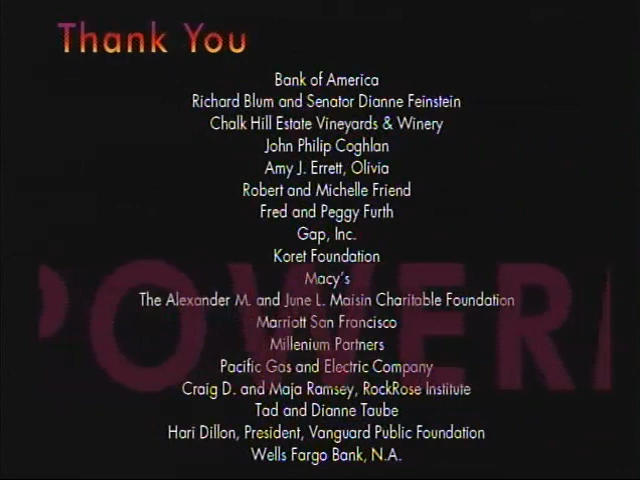 Thank You
Bank of America
Richard Blum and Senator Dianne Feinstein
Chalk Hill Estate Vineyards & Winery
John Philip Coghlan
Amy J. Errett, Olivia
Robert and Michelle Friend
Fred and Peggy Furth
Gap, Inc.
Koret Foundation
Macy's
The Alexander M. and June L. Maisin Charitable Foundation
Marriott San Francisco
Millenium Partners
Pacific Gas and Electric Company
Craig D. and Maja Ramsey, RockRose Institute
Tad and Dianne Taube
Hari Dillon, President, Vanguard Public Foundation
Wells Fargo Bank, N.A.